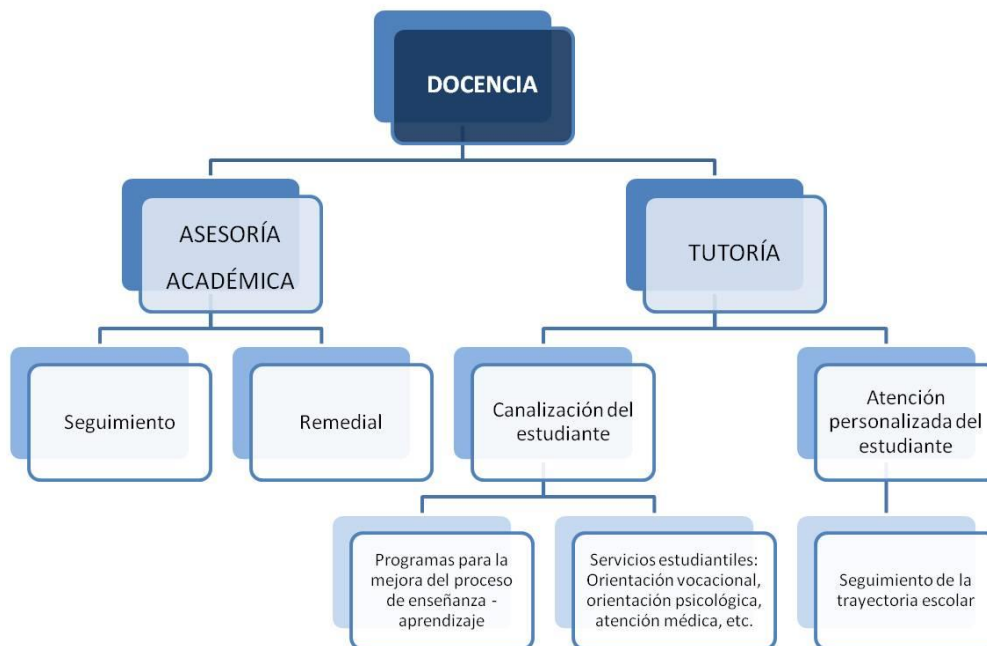 DOCENCIA
ASESORÍA
ACADÉMICA
TUTORÍA
Seguimiento
Remedial
Canalización del
estudiante
Atención
personalizada del
estudiante
Programas para la
mejora del proceso
de enseñanza -
aprendizaje
Servicios estudiantiles:
Orientación vocacional,
orientación psicológica,
atención médica, etc.
Seguimiento de la
trayectoria escolar